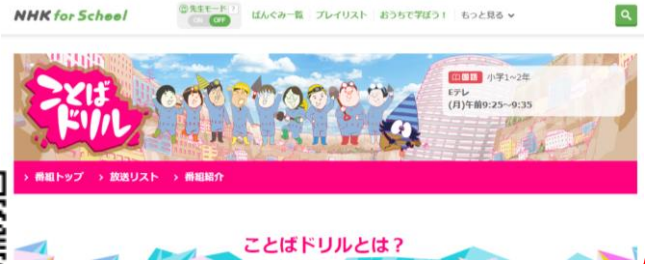 NHK for School
先生モード ?
ON OFF
ばんぐみ一覧 プレイリスト おうちで学ぼう! もっと見る
ことば
ドリル
国語 小学1~2年
Eテレ
(月)午前9:25~9:35
> 番組トップ > 放送リスト > 番組紹介
ことばドリルとは?